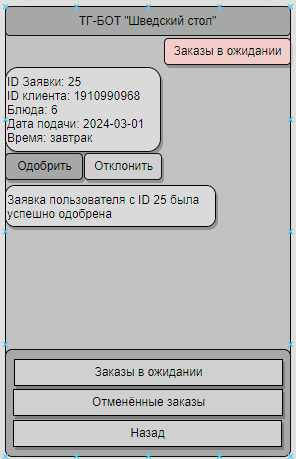 ТГ-БОТ "Шведский стол"
Заказы в ожидании
ID Заявки: 25
ID клиента: 1910990968
Блюда: 6
Дата подачи: 2024-03-01
Время: завтрак
Одобрить
Отклонить
Заявка пользователя с ID 25 была
успешно одобрена
Заказы в ожидании
Отменённые заказы
Назад